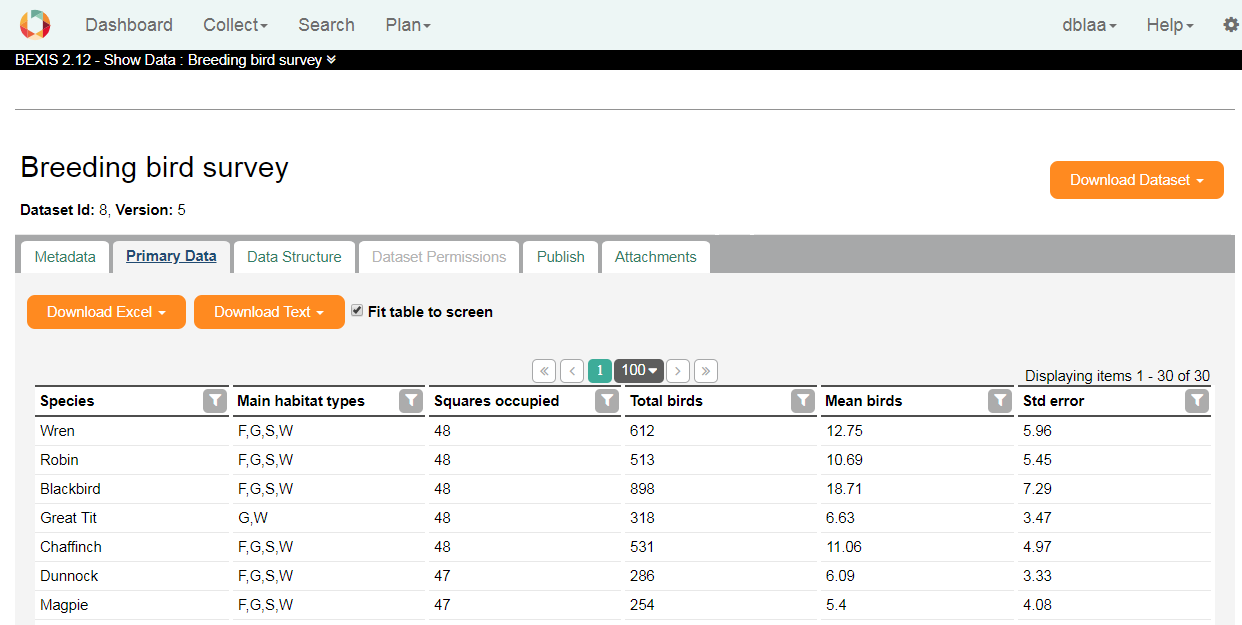 Dashboard Collect Search Plan dblaa Help
BEXIS 2.12 - Show Data : Breeding bird survey
Breeding bird survey
Download Dataset
Dataset Id: 8, Version: 5
Metadata Primary Data Data Structure Dataset Permissions Publish Attachments
Download Excel Download Text Fit table to screen
« ‹ 1 100 › »
Displaying items 1 - 30 of 30
Species Main habitat types Squares occupied Total birds Mean birds Std error
Wren F,G,S,W 48 612 12.75 5.96
Robin F,G,S,W 48 513 10.69 5.45
Blackbird F,G,S,W 48 898 18.71 7.29
Great Tit G,W 48 318 6.63 3.47
Chaffinch F,G,S,W 48 531 11.06 4.97
Dunnock F,G,S,W 47 286 6.09 3.33
Magpie F,G,S,W 47 254 5.4 4.08